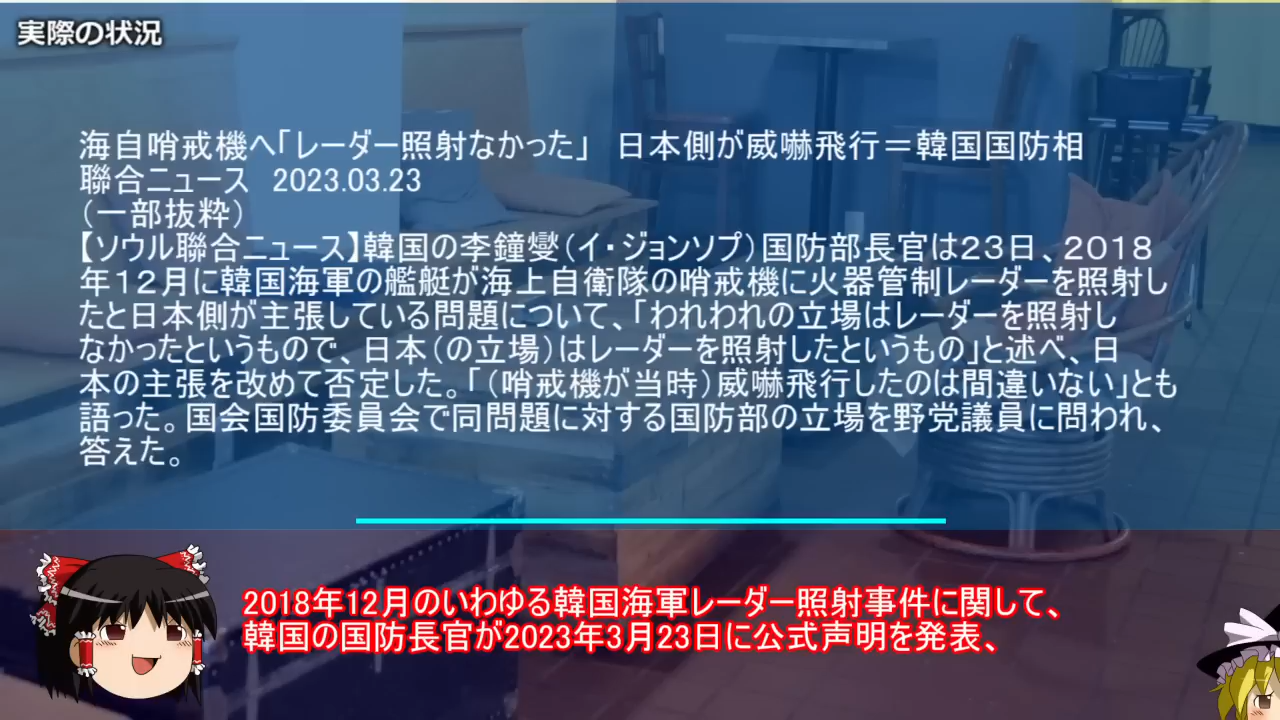 実際の状況
海自哨戒機へ「レーダー照射なかった」　日本側が威嚇飛行＝韓国国防相
聯合ニュース　2023.03.23
（一部抜粋）
【ソウル聯合ニュース】韓国の李鐘燮（イ・ジョンソプ）国防部長官は２３日、２０１８
年１２月に韓国海軍の艦艇が海上自衛隊の哨戒機に火器管制レーダーを照射し
たと日本側が主張している問題について、「われわれの立場はレーダーを照射し
なかったというもので、日本（の立場）はレーダーを照射したというもの」と述べ、日
本の主張を改めて否定した。「（哨戒機が当時）威嚇飛行したのは間違いない」とも
語った。国会国防委員会で同問題に対する国防部の立場を野党議員に問われ、
答えた。
2018年12月のいわゆる韓国海軍レーダー照射事件に関して、
韓国の国防長官が2023年3月23日に公式声明を発表、